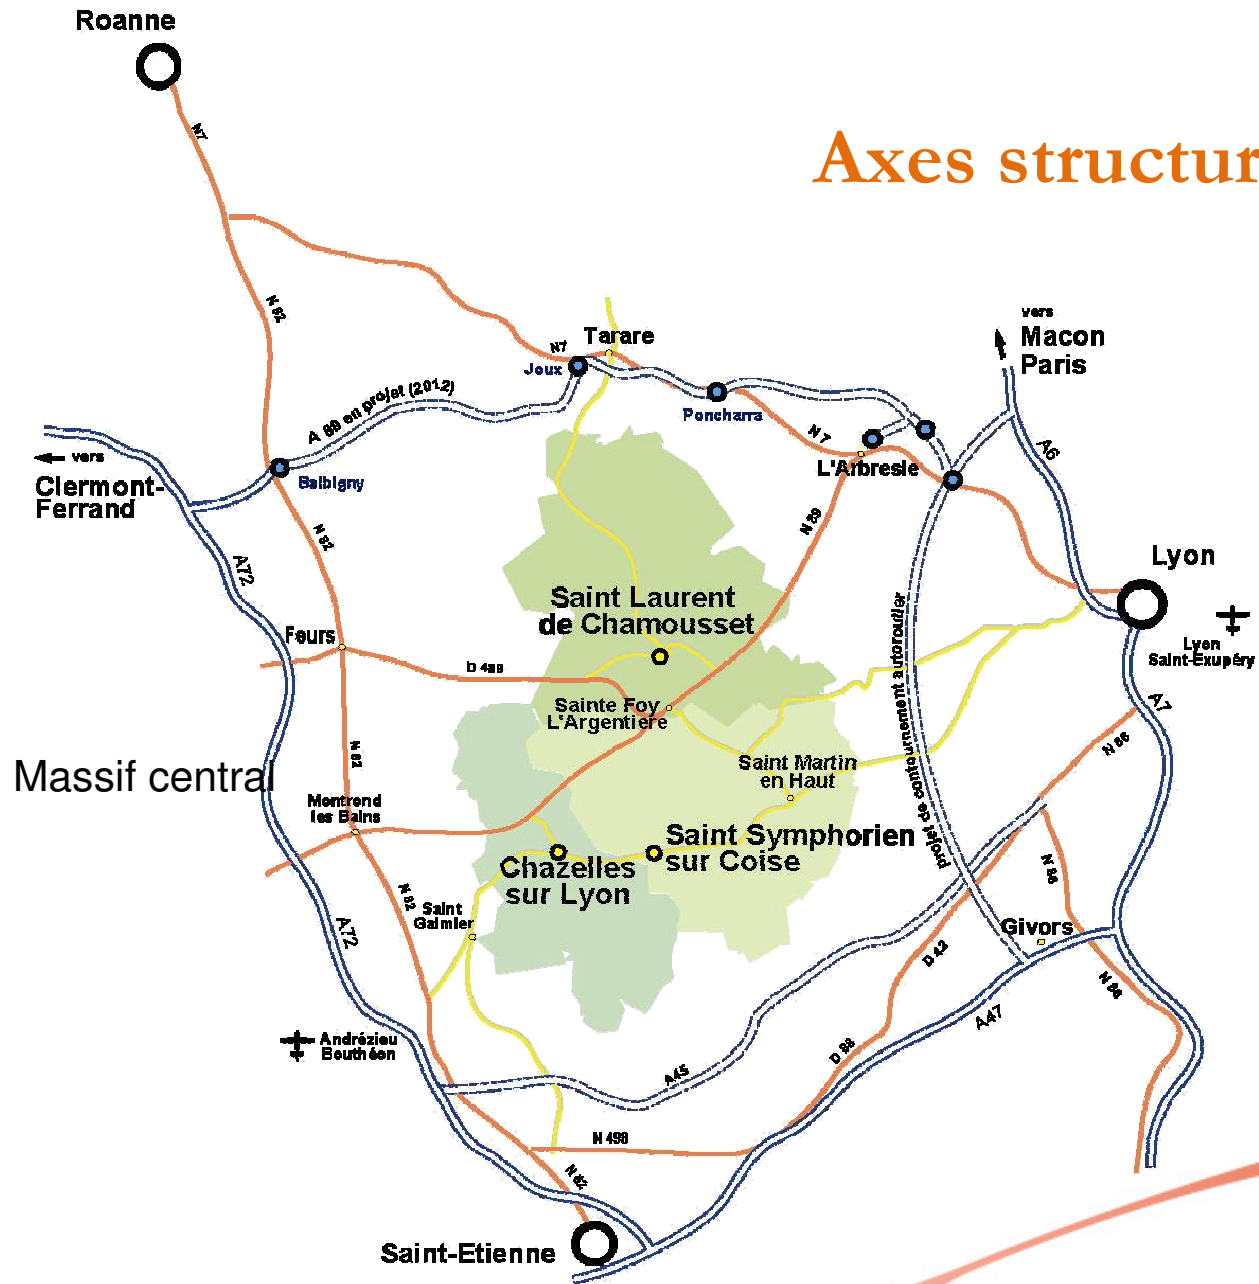 Roanne
N7
Axes structur
N 82
vers
Macon
Paris
Tarare
N7
Joux
A 89 en projet (2012)
Poncharra
N 7
A6
L'Arbresle
vers
Clermont-
Ferrand
Balbigny
N 82
N 89
A72
Lyon
Saint Laurent
de Chamousset
Feurs
D 489
Lyon
Saint-Exupéry
projet de contournement autoroutier
Sainte Foy
L'Argentière
A7
N 86
N 82
Massif central
Saint Martin
en Haut
Montrond
les Bains
Saint Symphorien
sur Coise
Chazelles
sur Lyon
N 86
N 82
Saint
Galmier
A72
Givors
D 42
N 86
A47
Andrézieu
Bouthéon
D 88
A45
N 498
N 82
Saint-Etienne